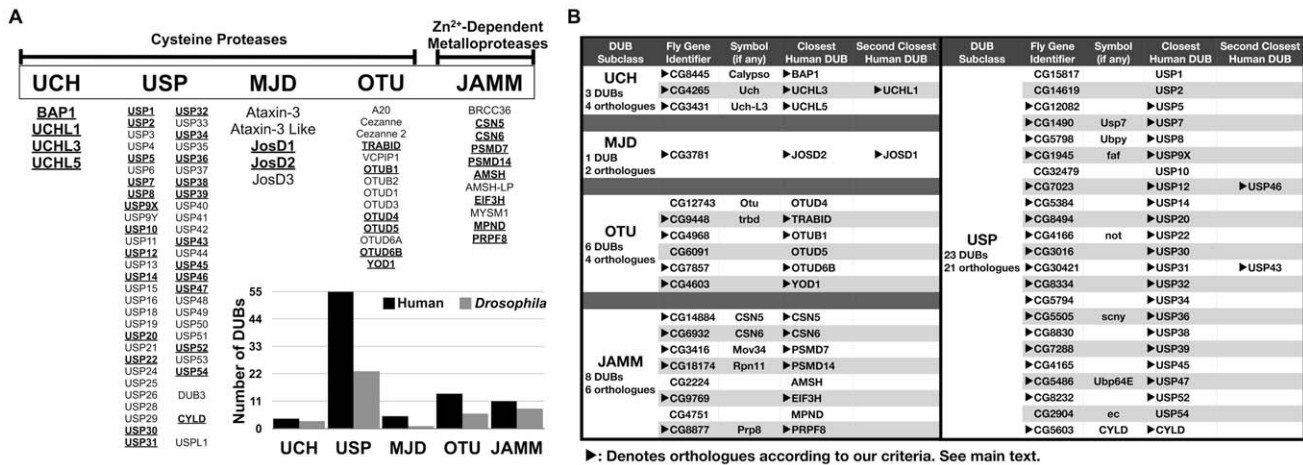 A
Cysteine Proteases
Zn²⁺-Dependent
Metalloproteases
UCH USP MJD OTU JAMM
BAP1
UCHL1
UCHL3
UCHL5
USP1 USP32
USP2 USP33
USP3 USP34
USP4 USP35
USP5 USP36
USP6 USP37
USP7 USP38
USP8 USP39
USP9X USP40
USP9Y USP41
USP10 USP42
USP11 USP43
USP12 USP44
USP13 USP45
USP14 USP46
USP15 USP47
USP16 USP48
USP18 USP49
USP19 USP50
USP20 USP51
USP21 USP52
USP22 USP53
USP24 USP54
USP25
USP26 DUB3
USP28
USP29 CYLD
USP30
USP31 USPL1
Ataxin-3
Ataxin-3 Like
JosD1
JosD2
JosD3
A20
Cezanne
Cezanne 2
TRABID
VCPIP1
OTUB1
OTUB2
OTUD1
OTUD3
OTUD4
OTUD5
OTUD6A
OTUD6B
YOD1
BRCC36
CSN5
CSN6
PSMD7
PSMD14
AMSH
AMSH-LP
EIF3H
MYSM1
MPND
PRPF8
Number of DUBs
55
44
33
22
11
0
Human Drosophila
UCH USP MJD OTU JAMM
B
DUB Subclass Fly Gene Identifier Symbol (if any) Closest Human DUB Second Closest Human DUB
UCH
3 DUBs
4 orthologues
▶CG8445 Calypso ▶BAP1
▶CG4265 Uch ▶UCHL3 ▶UCHL1
▶CG3431 Uch-L3 ▶UCHL5
MJD
1 DUB
2 orthologues
▶CG3781 ▶JOSD2 ▶JOSD1
OTU
6 DUBs
4 orthologues
CG12743 Otu OTUD4
▶CG9448 trbd ▶TRABID
▶CG4968 ▶OTUB1
CG6091 OTUD5
▶CG7857 ▶OTUD6B
▶CG4603 ▶YOD1
JAMM
8 DUBs
6 orthologues
▶CG14884 CSN5 ▶CSN5
▶CG6932 CSN6 ▶CSN6
▶CG3416 Mov34 ▶PSMD7
▶CG18174 Rpn11 ▶PSMD14
CG2224 AMSH
▶CG9769 ▶EIF3H
CG4751 MPND
▶CG8877 Prp8 ▶PRPF8
DUB Subclass Fly Gene Identifier Symbol (if any) Closest Human DUB Second Closest Human DUB
USP
23 DUBs
21 orthologues
CG15817 USP1
CG14619 USP2
▶CG12082 ▶USP5
▶CG1490 Usp7 ▶USP7
▶CG5798 Ubpy ▶USP8
▶CG1945 faf ▶USP9X
CG32479 USP10
▶CG7023 ▶USP12 ▶USP46
▶CG5384 ▶USP14
▶CG8494 ▶USP20
▶CG4166 not ▶USP22
▶CG3016 ▶USP30
▶CG30421 ▶USP31 ▶USP43
▶CG8334 ▶USP32
▶CG5794 ▶USP34
▶CG5505 scny ▶USP36
▶CG8830 ▶USP38
▶CG7288 ▶USP39
▶CG4165 ▶USP45
▶CG5486 Ubp64E ▶USP47
▶CG8232 ▶USP52
CG2904 ec USP54
▶CG5603 CYLD ▶CYLD
▶: Denotes orthologues according to our criteria. See main text.